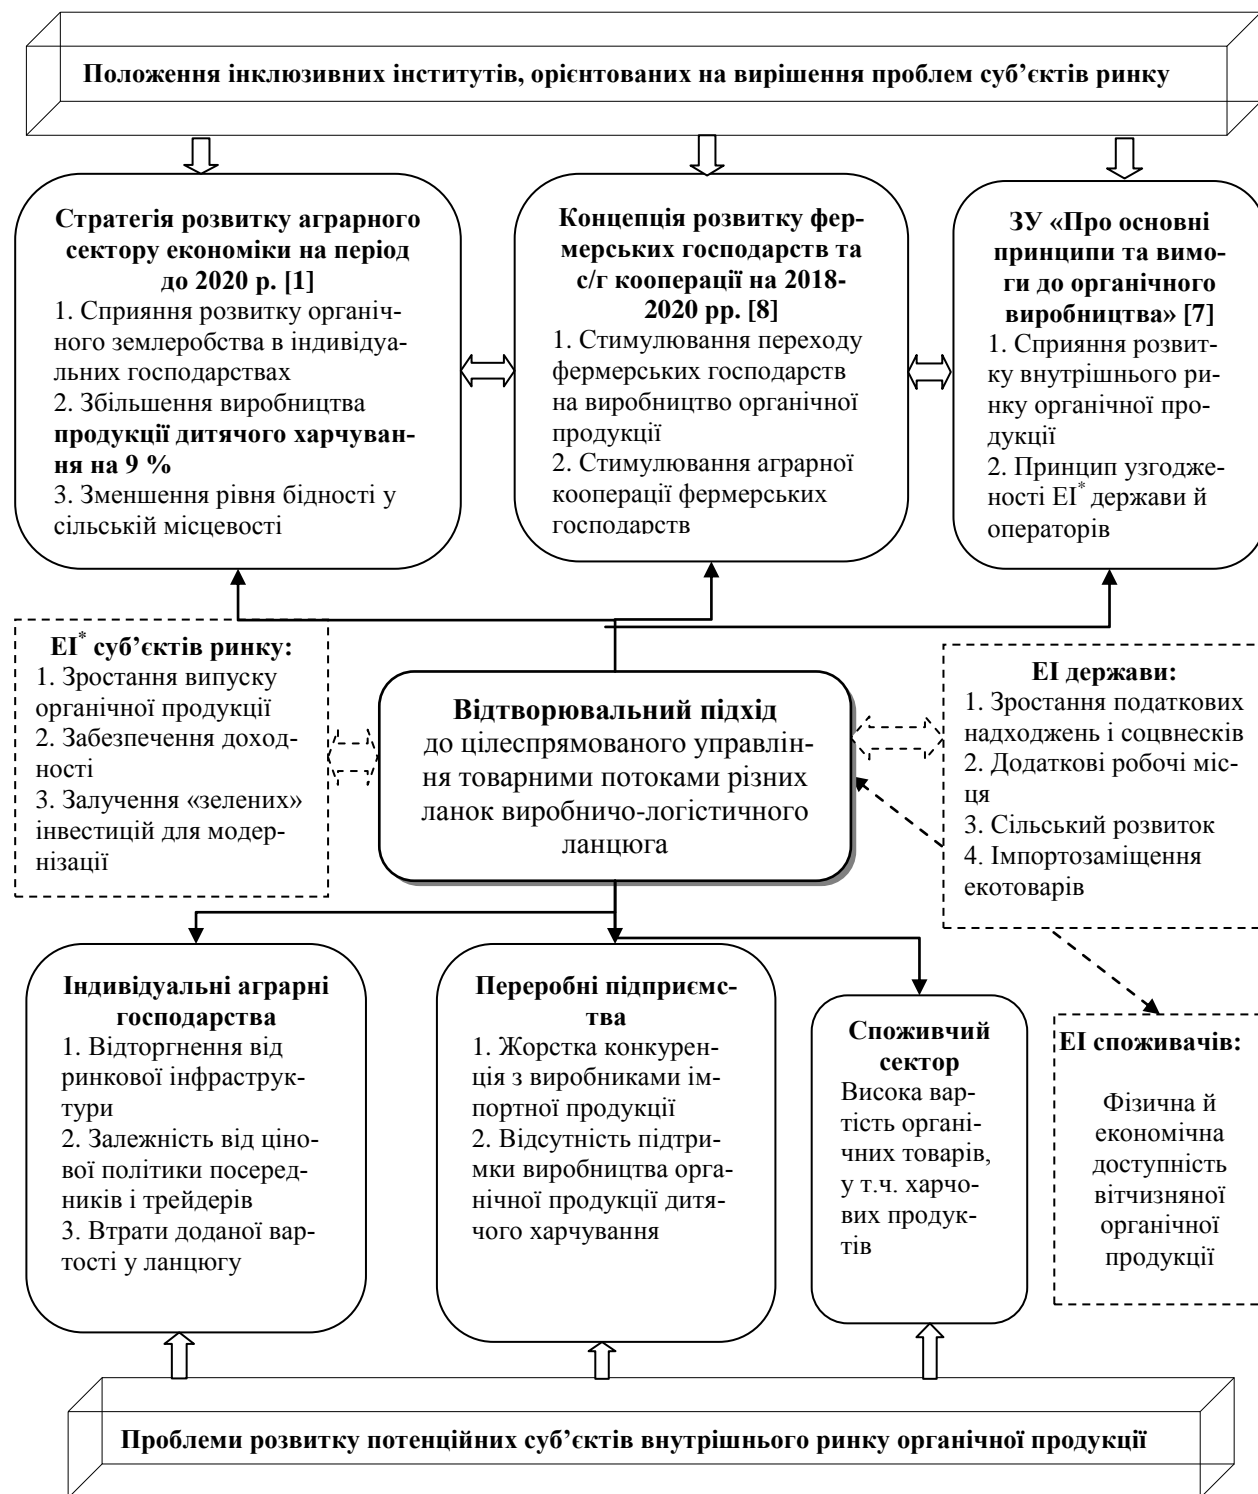 Положення інклюзивних інститутів, орієнтованих на вирішення проблем суб’єктів ринку
Стратегія розвитку аграрного
сектору економіки на період
до 2020 р. [1]
1. Сприяння розвитку органіч-
ного землеробства в індивідуа-
льних господарствах
2. Збільшення виробництва
продукції дитячого харчуван-
ня на 9 %
3. Зменшення рівня бідності у
сільській місцевості
Концепція розвитку фер-
мерських господарств та
с/г кооперації на 2018-
2020 рр. [8]
1. Стимулювання переходу
фермерських господарств
на виробництво органічної
продукції
2. Стимулювання аграрної
кооперації фермерських
господарств
ЗУ «Про основні
принципи та вимо-
ги до органічного
виробництва» [7]
1. Сприяння розвит-
ку внутрішнього ри-
нку органічної про-
дукції
2. Принцип узгодже-
ності ЕІ* держави й
операторів
ЕІ* суб’єктів ринку:
1. Зростання випуску
органічної продукції
2. Забезпечення доход-
ності
3. Залучення «зелених»
інвестицій для модер-
нізації
Відтворювальний підхід
до цілеспрямованого управлін-
ня товарними потоками різних
ланок виробничо-логістичного
ланцюга
ЕІ держави:
1. Зростання податкових
надходжень і соцвнесків
2. Додаткові робочі міс-
ця
3. Сільський розвиток
4. Імпортозаміщення
екотоварів
Індивідуальні аграрні
господарства
1. Відторгнення від
ринкової інфраструк-
тури
2. Залежність від ціно-
вої політики посеред-
ників і трейдерів
3. Втрати доданої вар-
тості у ланцюгу
Переробні підприємс-
тва
1. Жорстка конкурен-
ція з виробниками ім-
портної продукції
2. Відсутність підтри-
мки виробництва орга-
нічної продукції дитя-
чого харчування
Споживчий
сектор
Висока вар-
тість органі-
чних товарів,
у т.ч. харчо-
вих продук-
тів
ЕІ споживачів:
Фізична й
економічна
доступність
вітчизняної
органічної
продукції
Проблеми розвитку потенційних суб’єктів внутрішнього ринку органічної продукції